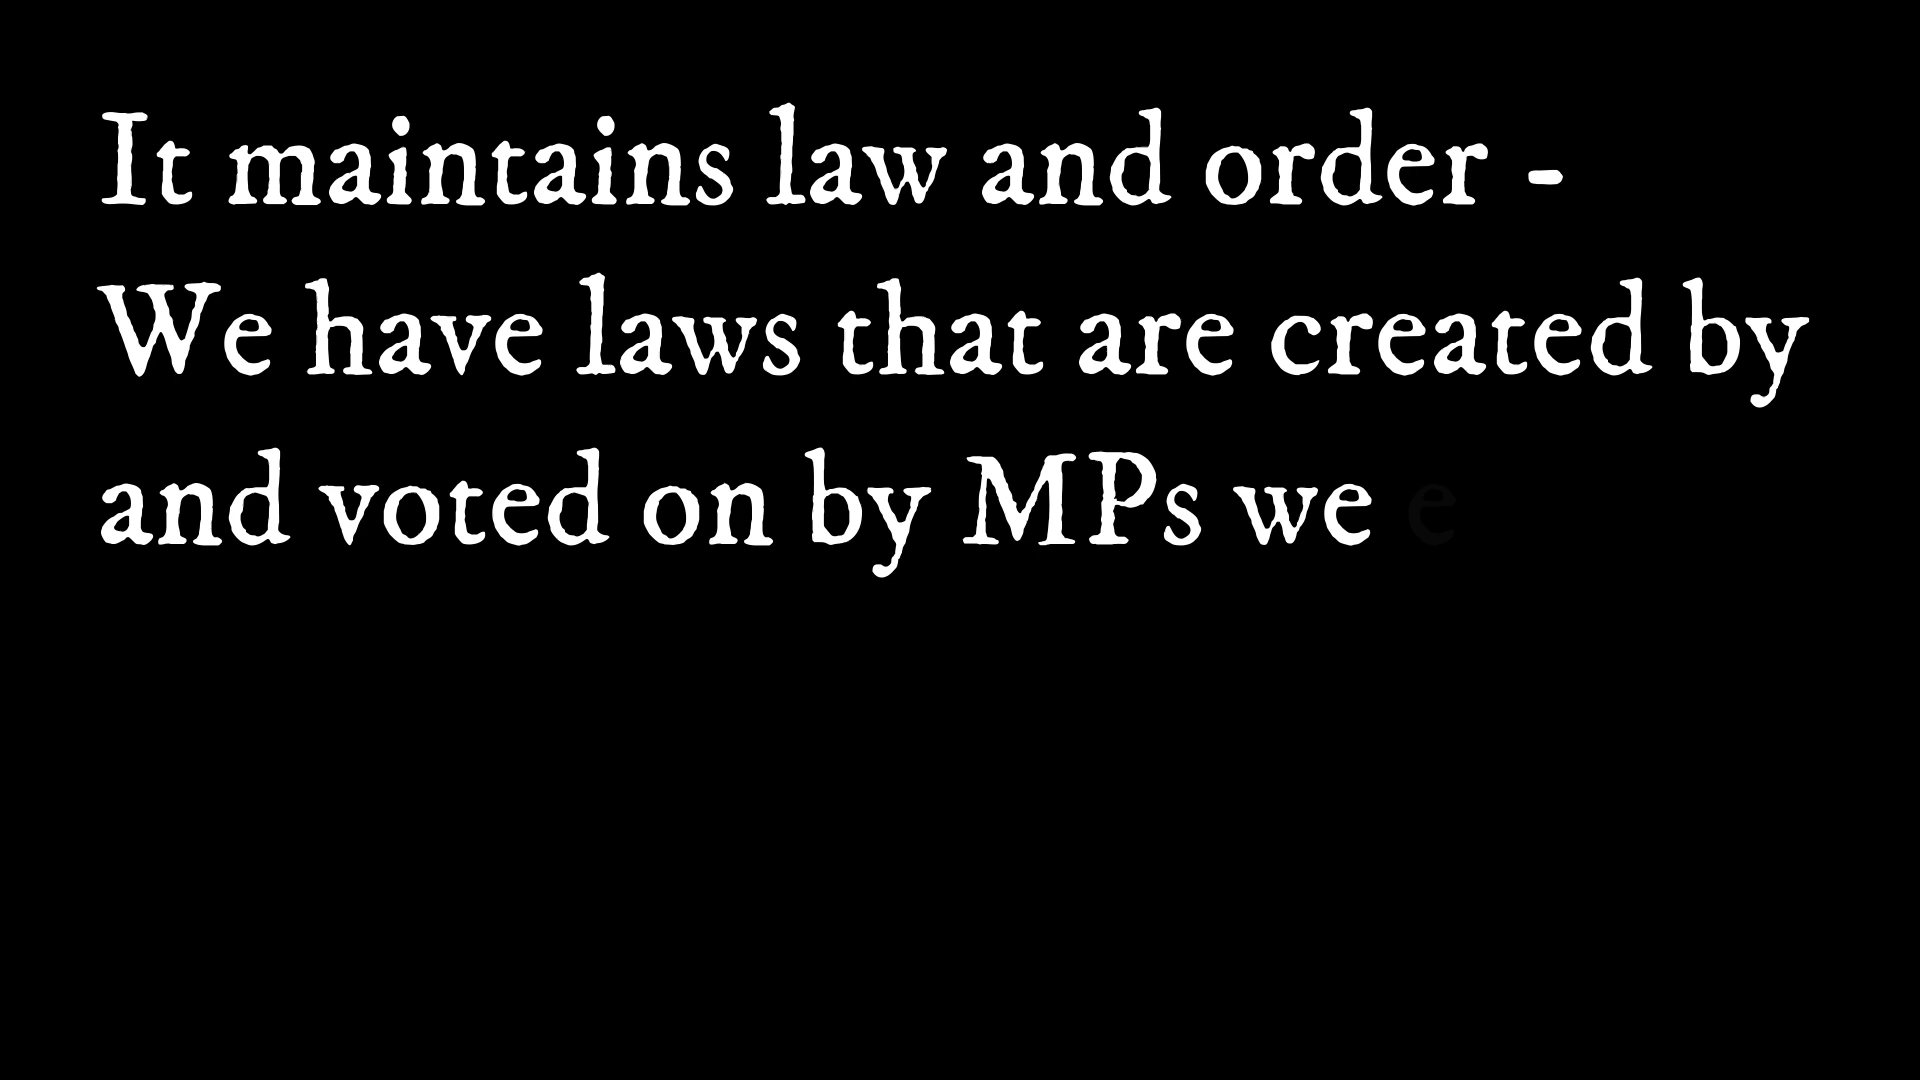 It maintains law and order -
We have laws that are created by
and voted on by MPs we e